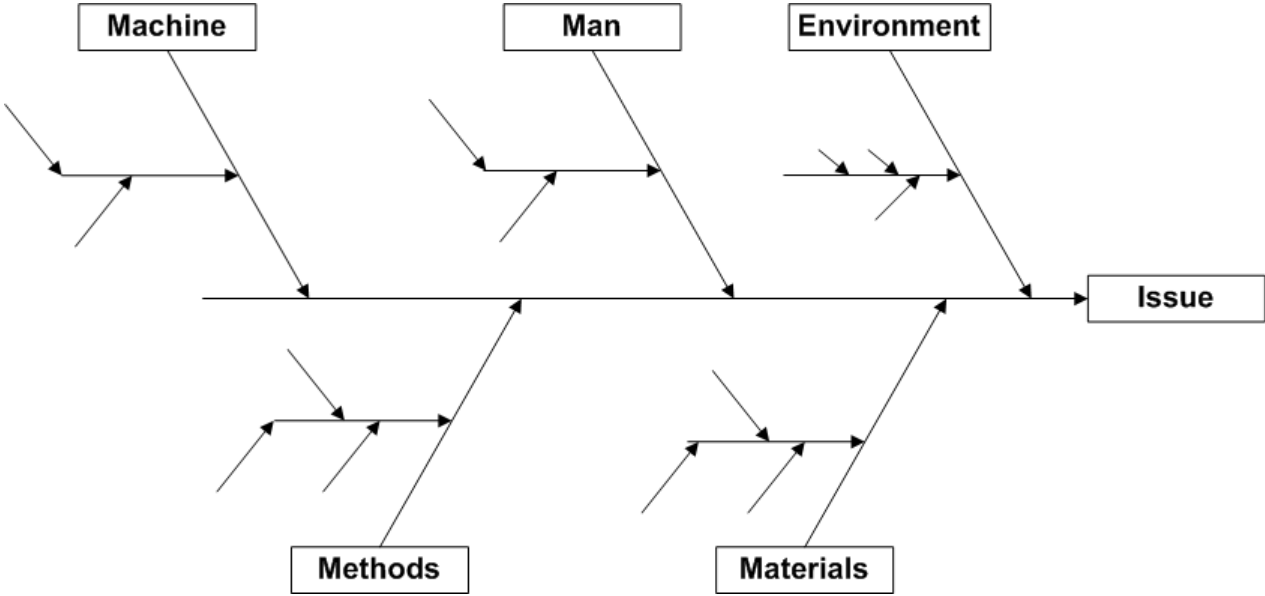 Machine
Man
Environment
Issue
Methods
Materials